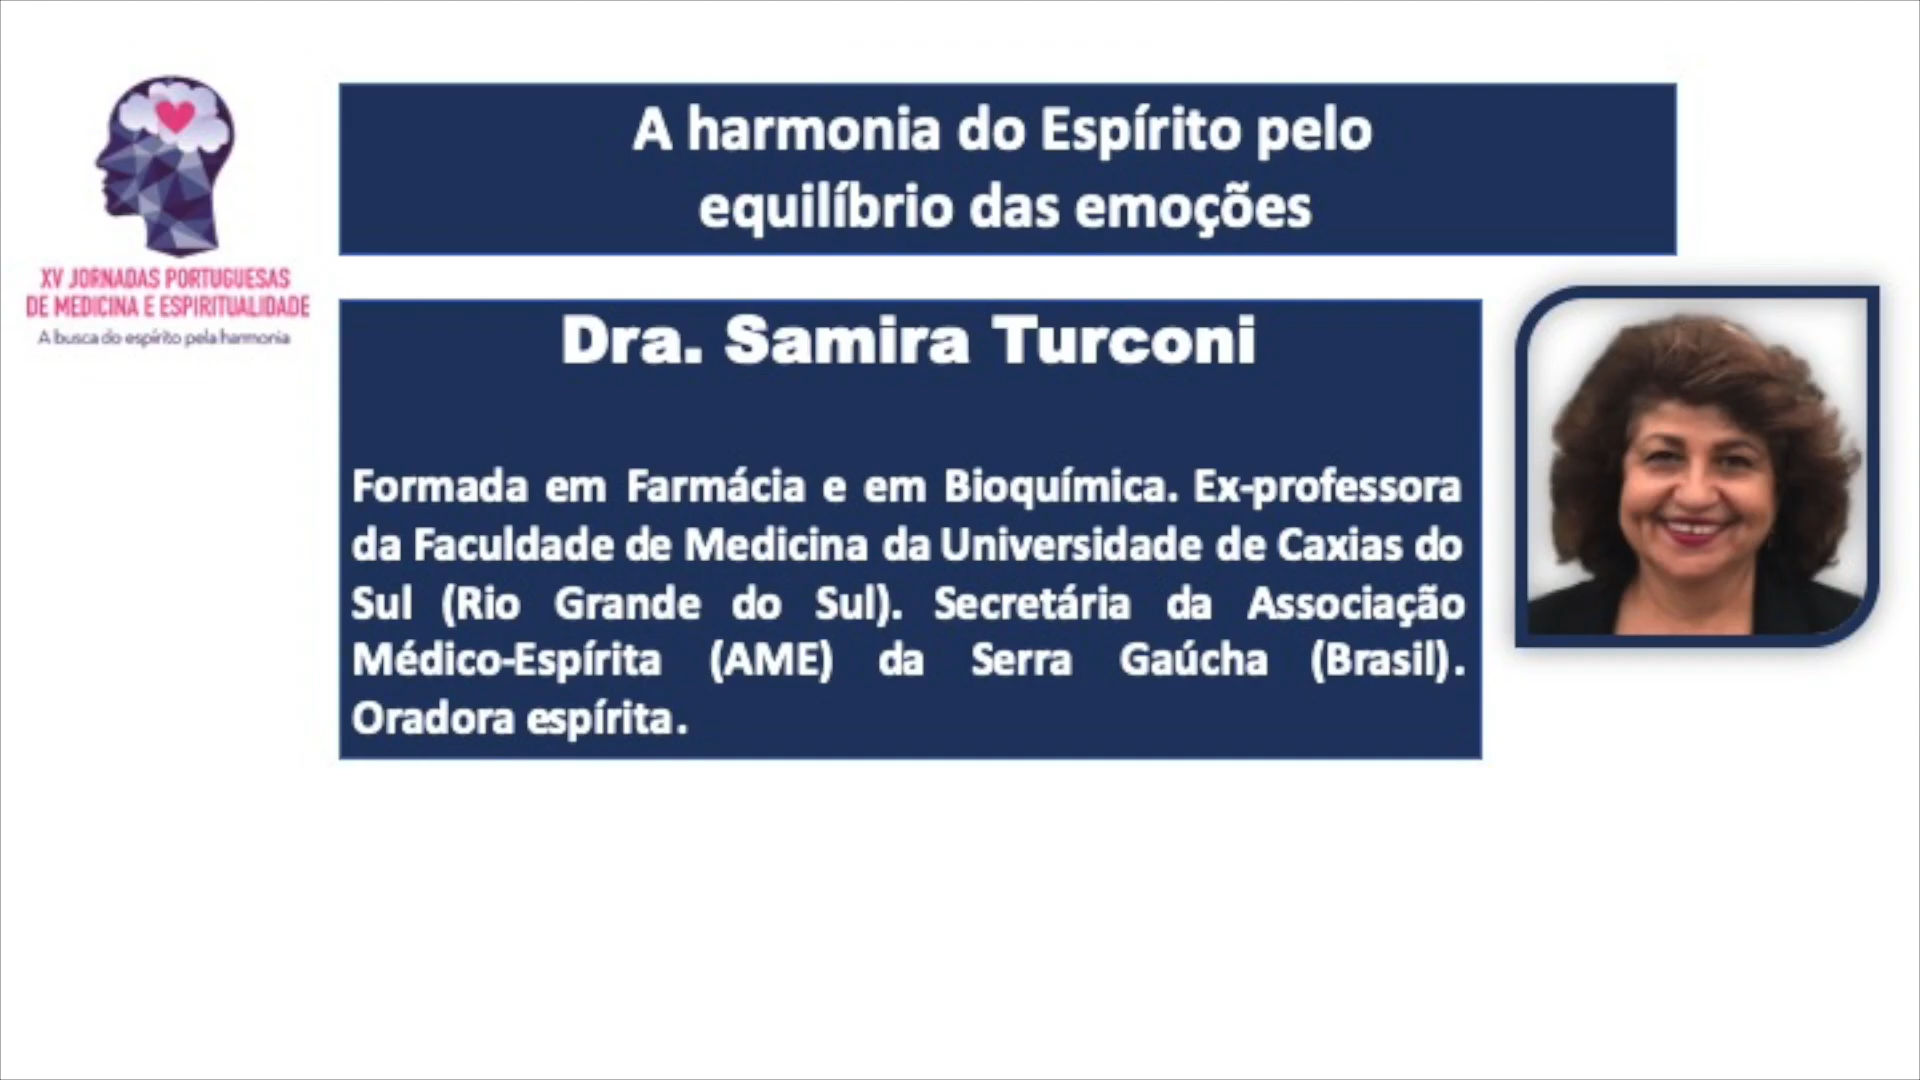 A harmonia do Espírito pelo
equilíbrio das emoções
XV JORNADAS PORTUGUESAS
DE MEDICINA E ESPIRITUALIDADE
A busca do espírito pela harmonia
Dra. Samira Turconi
Formada em Farmácia e em Bioquímica. Ex-professora
da Faculdade de Medicina da Universidade de Caxias do
Sul (Rio Grande do Sul). Secretária da Associação
Médico-Espírita (AME) da Serra Gaúcha (Brasil).
Oradora espírita.